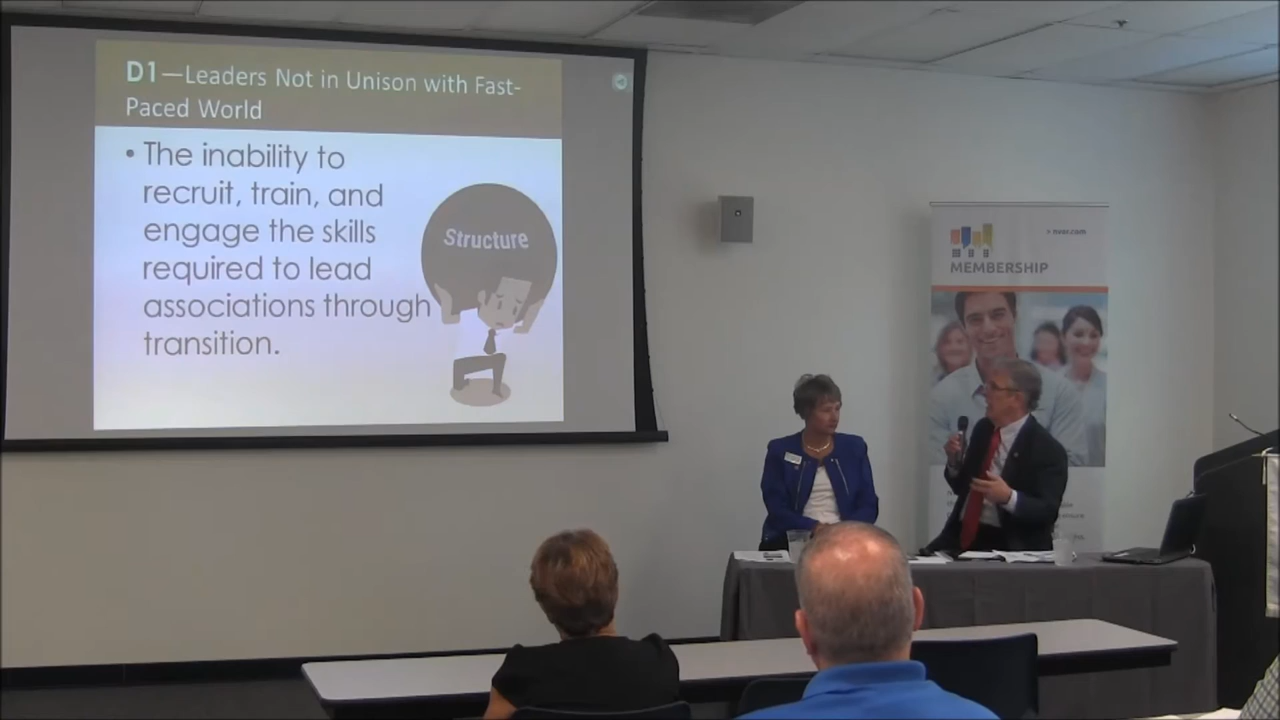 D1—Leaders Not in Unison with Fast-
Paced World
• The inability to
recruit, train, and
engage the skills
required to lead
associations through
transition.
Structure
MEMBERSHIP